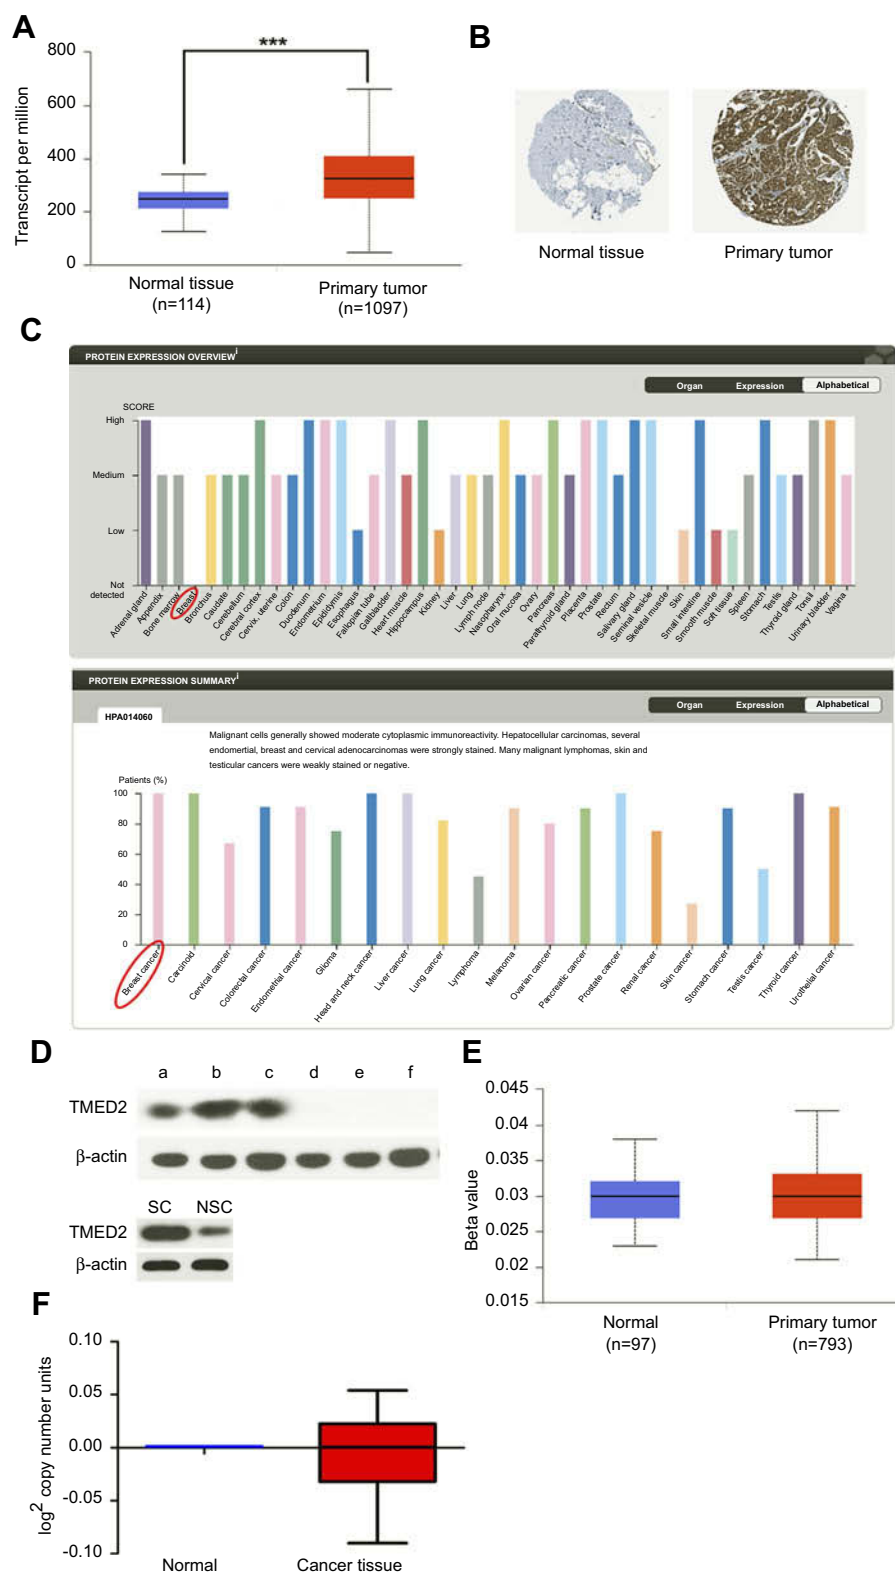 A
800
600
400
200
0
Transcript per million
***
Normal tissue
(n=114)
Primary tumor
(n=1097)
B
Normal tissue
Primary tumor
C
PROTEIN EXPRESSION OVERVIEWi
Organ Expression Alphabetical
SCORE
High
Medium
Low
Not
detected
Adrenal gland
Appendix
Bone marrow
Breast
Bronchus
Caudate
Cerebellum
Cerebral cortex
Cervix, uterine
Colon
Duodenum
Endometrium
Epididymis
Esophagus
Fallopian tube
Gallbladder
Heart muscle
Hippocampus
Kidney
Liver
Lung
Lymph node
Nasopharynx
Oral mucosa
Ovary
Pancreas
Parathyroid gland
Placenta
Prostate
Rectum
Salivary gland
Seminal vesicle
Skeletal muscle
Skin
Small intestine
Smooth muscle
Soft tissue
Spleen
Stomach
Testis
Thyroid gland
Tonsil
Urinary bladder
Vagina
PROTEIN EXPRESSION SUMMARYi
Organ Expression Alphabetical
HPA014060
Malignant cells generally showed moderate cytoplasmic immunoreactivity. Hepatocellular carcinomas, several
endomertial, breast and cervical adenocarcinomas were strongly stained. Many malignant lymphomas, skin and
testicular cancers were weakly stained or negative.
Patients (%)
100
80
60
40
20
0
Breast cancer
Carcinoid
Cervical cancer
Colorectal cancer
Endometrial cancer
Glioma
Head and neck cancer
Liver cancer
Lung cancer
Lymphoma
Melanoma
Ovarian cancer
Pancreatic cancer
Prostate cancer
Renal cancer
Skin cancer
Stomach cancer
Testis cancer
Thyroid cancer
Urothelial cancer
D
a b c d e f
TMED2
β-actin
SC NSC
TMED2
β-actin
E
0.045
0.04
0.035
0.03
0.025
0.02
0.015
Beta value
Normal
(n=97)
Primary tumor
(n=793)
F
0.10
0.05
0.00
-0.05
-0.10
log2 copy number units
Normal
Cancer tissue